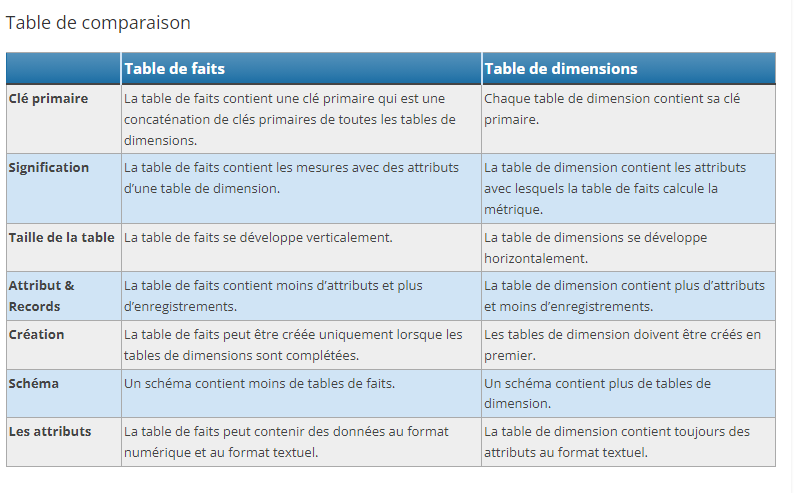 Table de comparaison
Table de faits
Table de dimensions
Clé primaire
La table de faits contient une clé primaire qui est une
concaténation de clés primaires de toutes les tables de
dimensions.
Chaque table de dimension contient sa clé
primaire.
Signification
La table de faits contient les mesures avec des attributs
d’une table de dimension.
La table de dimension contient les attributs
avec lesquels la table de faits calcule la
métrique.
Taille de la table
La table de faits se développe verticalement.
La table de dimensions se développe
horizontalement.
Attribut &
Records
La table de faits contient moins d’attributs et plus
d’enregistrements.
La table de dimension contient plus d’attributs
et moins d’enregistrements.
Création
La table de faits peut être créée uniquement lorsque les
tables de dimensions sont complétées.
Les tables de dimension doivent être créés en
premier.
Schéma
Un schéma contient moins de tables de faits.
Un schéma contient plus de tables de
dimension.
Les attributs
La table de faits peut contenir des données au format
numérique et au format textuel.
La table de dimension contient toujours des
attributs au format textuel.